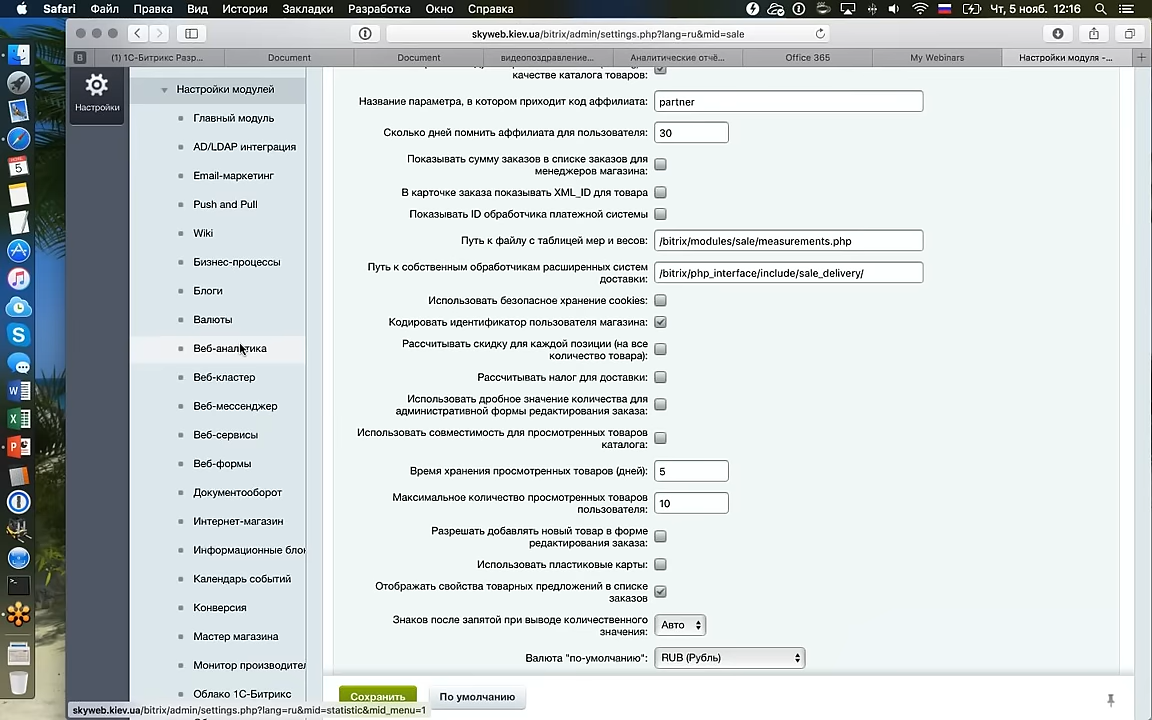 Safari Файл Правка Вид История Закладки Разработка Окно Справка Чт, 5 нояб. 12:16
skyweb.kiev.ua/bitrix/admin/settings.php?lang=ru&mid=sale
B (1) 1С-Битрикс Разр... Document Document видеопоздравление... Аналитические отчё... Office 365 My Webinars Настройки модуля -...
Настройки
Настройки модулей
Главный модуль
AD/LDAP интеграция
Email-маркетинг
Push and Pull
Wiki
Бизнес-процессы
Блоги
Валюты
Веб-аналитика
Веб-кластер
Веб-мессенджер
Веб-сервисы
Веб-формы
Документооборот
Интернет-магазин
Информационные бло
Календарь событий
Конверсия
Мастер магазина
Монитор производител
Облако 1С-Битрикс
качестве каталога товаров:
Название параметра, в котором приходит код аффилиата: partner
Сколько дней помнить аффилиата для пользователя: 30
Показывать сумму заказов в списке заказов для
менеджеров магазина:
В карточке заказа показывать XML_ID для товара
Показывать ID обработчика платежной системы
Путь к файлу с таблицей мер и весов: /bitrix/modules/sale/measurements.php
Путь к собственным обработчикам расширенных систем
доставки: /bitrix/php_interface/include/sale_delivery/
Использовать безопасное хранение cookies:
Кодировать идентификатор пользователя магазина:
Рассчитывать скидку для каждой позиции (на все
количество товара):
Рассчитывать налог для доставки:
Использовать дробное значение количества для
административной формы редактирования заказа:
Использовать совместимость для просмотренных товаров
каталога:
Время хранения просмотренных товаров (дней): 5
Максимальное количество просмотренных товаров
пользователя: 10
Разрешать добавлять новый товар в форме
редактирования заказа:
Использовать пластиковые карты:
Отображать свойства товарных предложений в списке
заказов
Знаков после запятой при выводе количественного
значения: Авто
Валюта "по-умолчанию": RUB (Рубль)
Сохранить По умолчанию
skyweb.kiev.ua/bitrix/admin/settings.php?lang=ru&mid=statistic&mid_menu=1